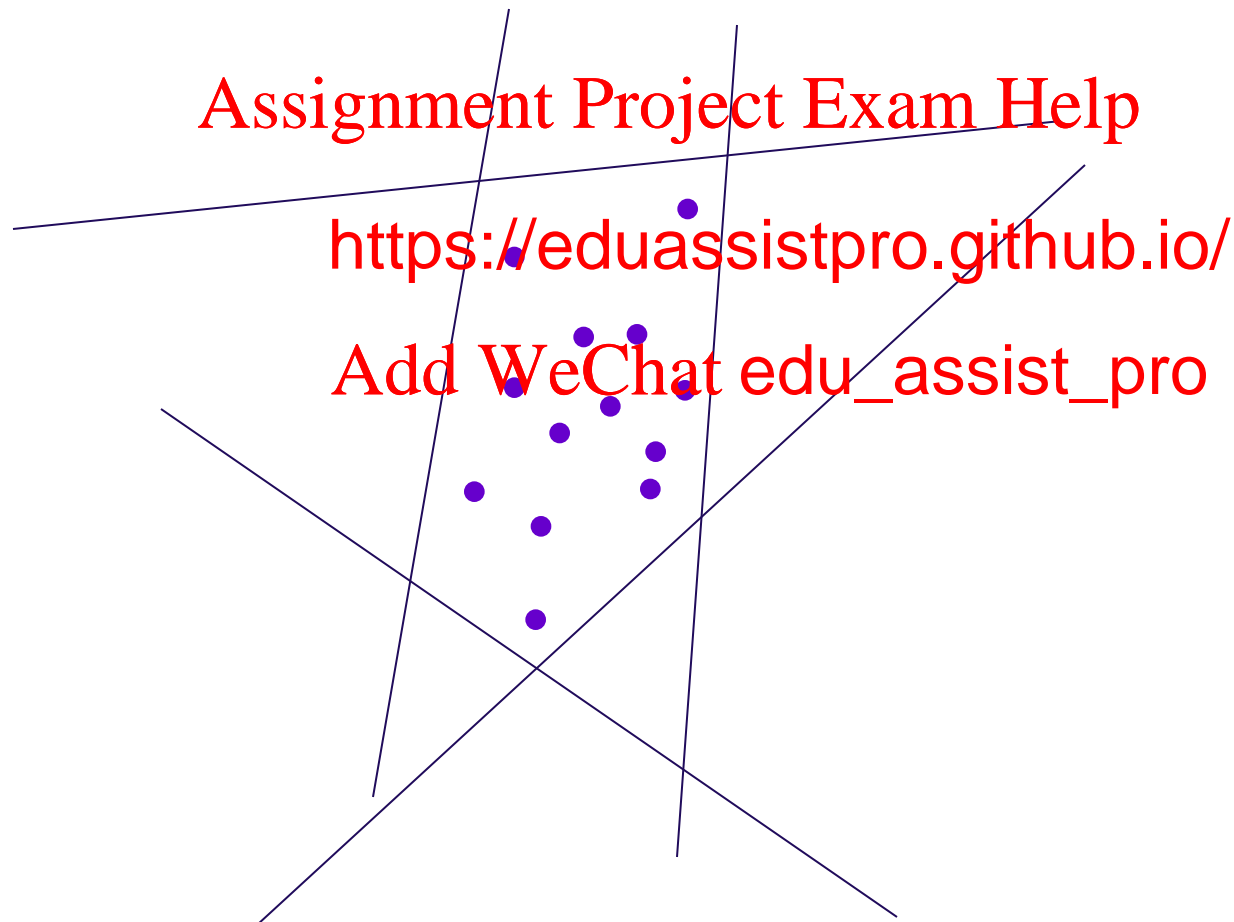 Assignment Project Exam Help
https://eduassistpro.github.io/
Add WeChat edu_assist_pro